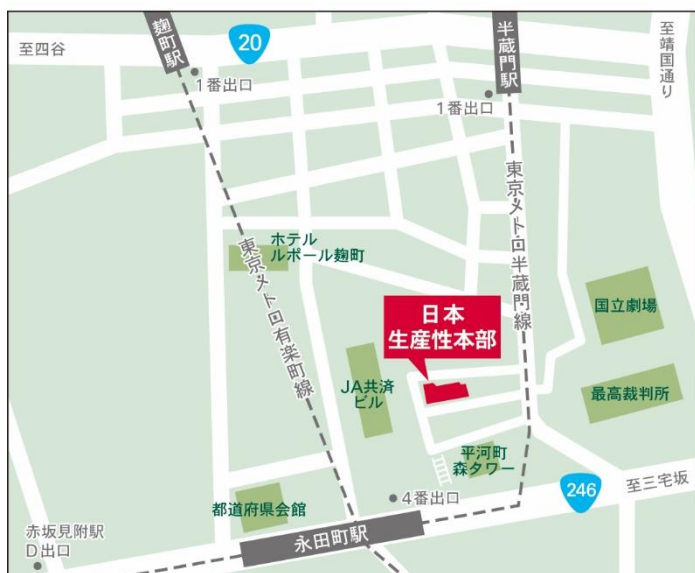 至四谷
麹町駅
20
1番出口
半蔵門駅
1番出口
至靖国通り
東京メトロ有楽町線
東京メトロ半蔵門線
ホテル
ルポール麹町
日本
生産性本部
国立劇場
JA共済
ビル
最高裁判所
平河町
森タワー
都道府県会館
4番出口
246
至三宅坂
赤坂見附駅
D出口
永田町駅